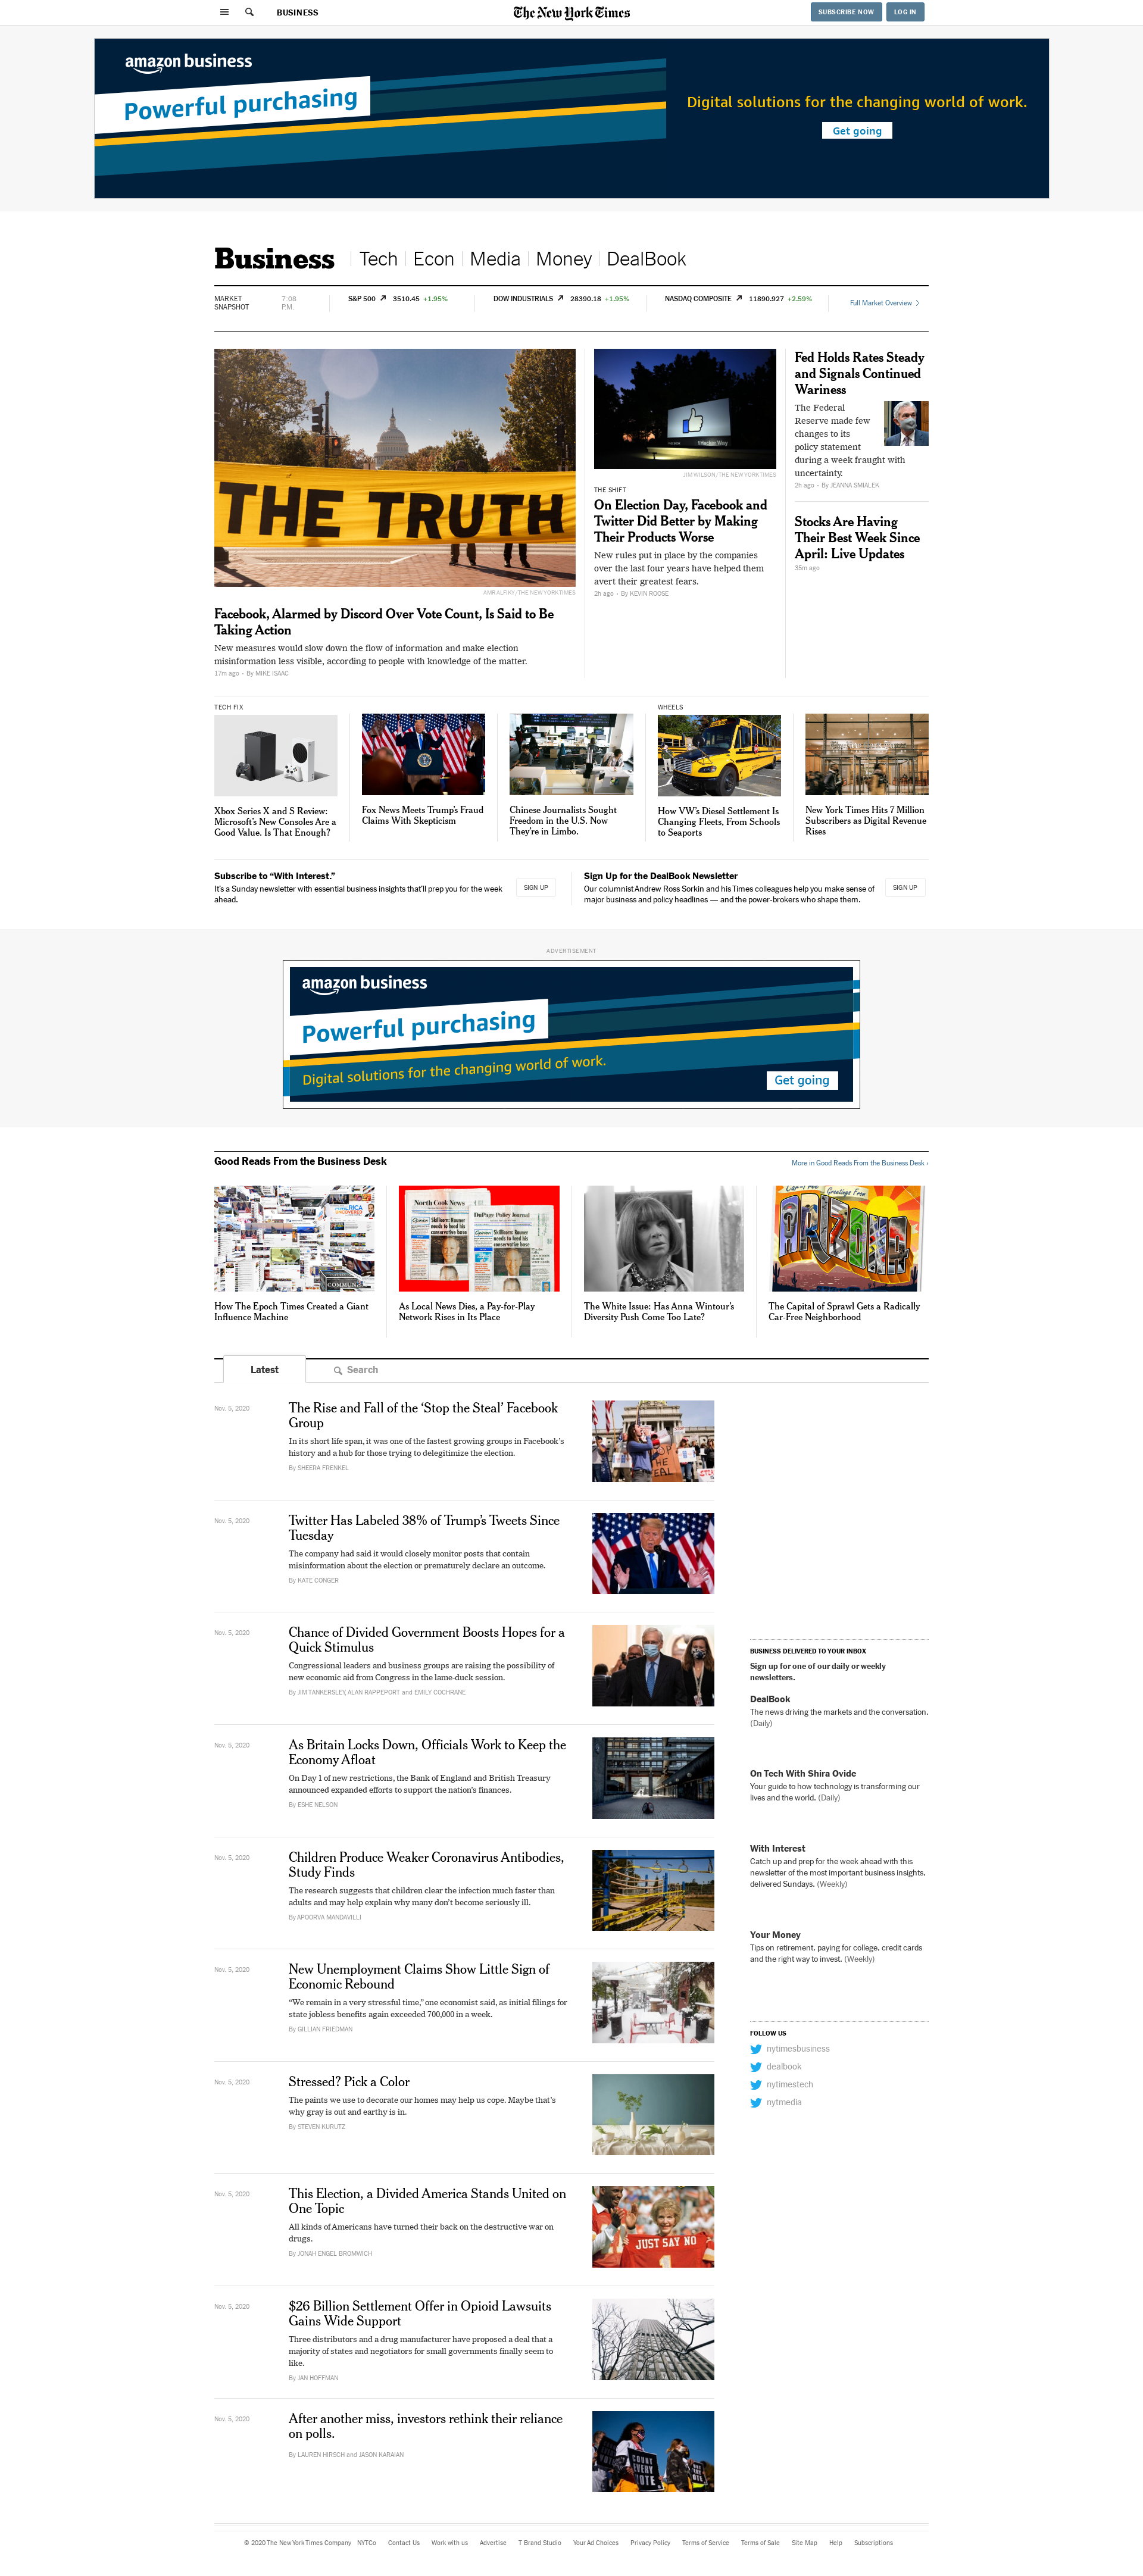 BUSINESS
The New York Times
SUBSCRIBE NOW
LOG IN
amazon business
Powerful purchasing
Digital solutions for the changing world of work.
Get going
Business
Tech
Econ
Media
Money
DealBook
MARKET
SNAPSHOT
7:08
P.M.
S&P 500 3510.45 +1.95%
DOW INDUSTRIALS 28390.18 +1.95%
NASDAQ COMPOSITE 11890.927 +2.59%
Full Market Overview
THE TRUTH
AMR ALFIKY/THE NEW YORK TIMES
Facebook, Alarmed by Discord Over Vote Count, Is Said to Be
Taking Action
New measures would slow down the flow of information and make election
misinformation less visible, according to people with knowledge of the matter.
17m ago • By MIKE ISAAC
1 Hacker Way
JIM WILSON/THE NEW YORK TIMES
THE SHIFT
On Election Day, Facebook and
Twitter Did Better by Making
Their Products Worse
New rules put in place by the companies
over the last four years have helped them
avert their greatest fears.
2h ago • By KEVIN ROOSE
Fed Holds Rates Steady
and Signals Continued
Wariness
The Federal
Reserve made few
changes to its
policy statement
during a week fraught with
uncertainty.
2h ago • By JEANNA SMIALEK
Stocks Are Having
Their Best Week Since
April: Live Updates
35m ago
TECH FIX
Xbox Series X and S Review:
Microsoft’s New Consoles Are a
Good Value. Is That Enough?
Fox News Meets Trump’s Fraud
Claims With Skepticism
Chinese Journalists Sought
Freedom in the U.S. Now
They’re in Limbo.
WHEELS
How VW’s Diesel Settlement Is
Changing Fleets, From Schools
to Seaports
New York Times Hits 7 Million
Subscribers as Digital Revenue
Rises
Subscribe to “With Interest.”
It’s a Sunday newsletter with essential business insights that’ll prep you for the week
ahead.
SIGN UP
Sign Up for the DealBook Newsletter
Our columnist Andrew Ross Sorkin and his Times colleagues help you make sense of
major business and policy headlines — and the power-brokers who shape them.
SIGN UP
ADVERTISEMENT
amazon business
Powerful purchasing
Digital solutions for the changing world of work.
Get going
Good Reads From the Business Desk
More in Good Reads From the Business Desk ›
How The Epoch Times Created a Giant
Influence Machine
North Cook News
DuPage Policy Journal
As Local News Dies, a Pay-for-Play
Network Rises in Its Place
The White Issue: Has Anna Wintour’s
Diversity Push Come Too Late?
Greetings From
ARIZONA
The Capital of Sprawl Gets a Radically
Car-Free Neighborhood
Latest
Search
Nov. 5, 2020
The Rise and Fall of the ‘Stop the Steal’ Facebook
Group
In its short life span, it was one of the fastest growing groups in Facebook’s
history and a hub for those trying to delegitimize the election.
By SHEERA FRENKEL
Nov. 5, 2020
Twitter Has Labeled 38% of Trump’s Tweets Since
Tuesday
The company had said it would closely monitor posts that contain
misinformation about the election or prematurely declare an outcome.
By KATE CONGER
Nov. 5, 2020
Chance of Divided Government Boosts Hopes for a
Quick Stimulus
Congressional leaders and business groups are raising the possibility of
new economic aid from Congress in the lame-duck session.
By JIM TANKERSLEY, ALAN RAPPEPORT and EMILY COCHRANE
Nov. 5, 2020
As Britain Locks Down, Officials Work to Keep the
Economy Afloat
On Day 1 of new restrictions, the Bank of England and British Treasury
announced expanded efforts to support the nation’s finances.
By ESHE NELSON
Nov. 5, 2020
Children Produce Weaker Coronavirus Antibodies,
Study Finds
The research suggests that children clear the infection much faster than
adults and may help explain why many don’t become seriously ill.
By APOORVA MANDAVILLI
Nov. 5, 2020
New Unemployment Claims Show Little Sign of
Economic Rebound
“We remain in a very stressful time,” one economist said, as initial filings for
state jobless benefits again exceeded 700,000 in a week.
By GILLIAN FRIEDMAN
Nov. 5, 2020
Stressed? Pick a Color
The paints we use to decorate our homes may help us cope. Maybe that’s
why gray is out and earthy is in.
By STEVEN KURUTZ
Nov. 5, 2020
This Election, a Divided America Stands United on
One Topic
All kinds of Americans have turned their back on the destructive war on
drugs.
By JONAH ENGEL BROMWICH
JUST SAY NO
Nov. 5, 2020
$26 Billion Settlement Offer in Opioid Lawsuits
Gains Wide Support
Three distributors and a drug manufacturer have proposed a deal that a
majority of states and negotiators for small governments finally seem to
like.
By JAN HOFFMAN
Nov. 5, 2020
After another miss, investors rethink their reliance
on polls.
By LAUREN HIRSCH and JASON KARAIAN
COUNT EVERY VOTE
BUSINESS DELIVERED TO YOUR INBOX
Sign up for one of our daily or weekly
newsletters.
DealBook
The news driving the markets and the conversation.
(Daily)
On Tech With Shira Ovide
Your guide to how technology is transforming our
lives and the world. (Daily)
With Interest
Catch up and prep for the week ahead with this
newsletter of the most important business insights,
delivered Sundays. (Weekly)
Your Money
Tips on retirement, paying for college, credit cards
and the right way to invest. (Weekly)
FOLLOW US
nytimesbusiness
dealbook
nytimestech
nytmedia
© 2020 The New York Times Company NYTCo Contact Us Work with us Advertise T Brand Studio Your Ad Choices Privacy Policy Terms of Service Terms of Sale Site Map Help Subscriptions